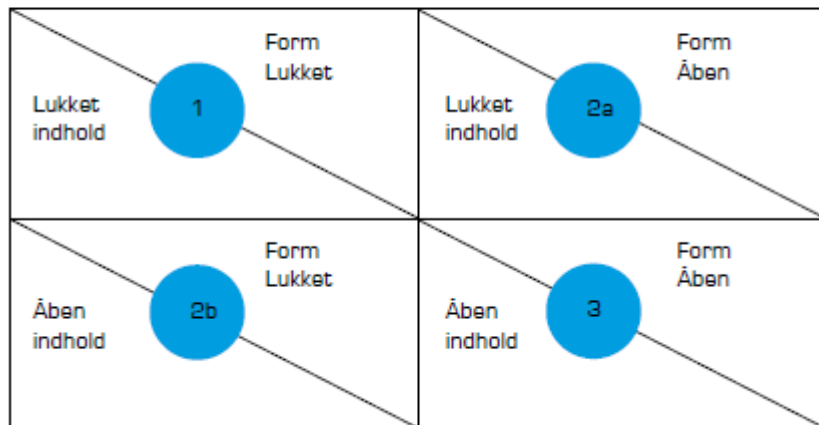 Form
Lukket
1
Lukket
indhold
Form
Åben
2a
Lukket
indhold
Form
Lukket
2b
Åben
indhold
Form
Åben
3
Åben
indhold